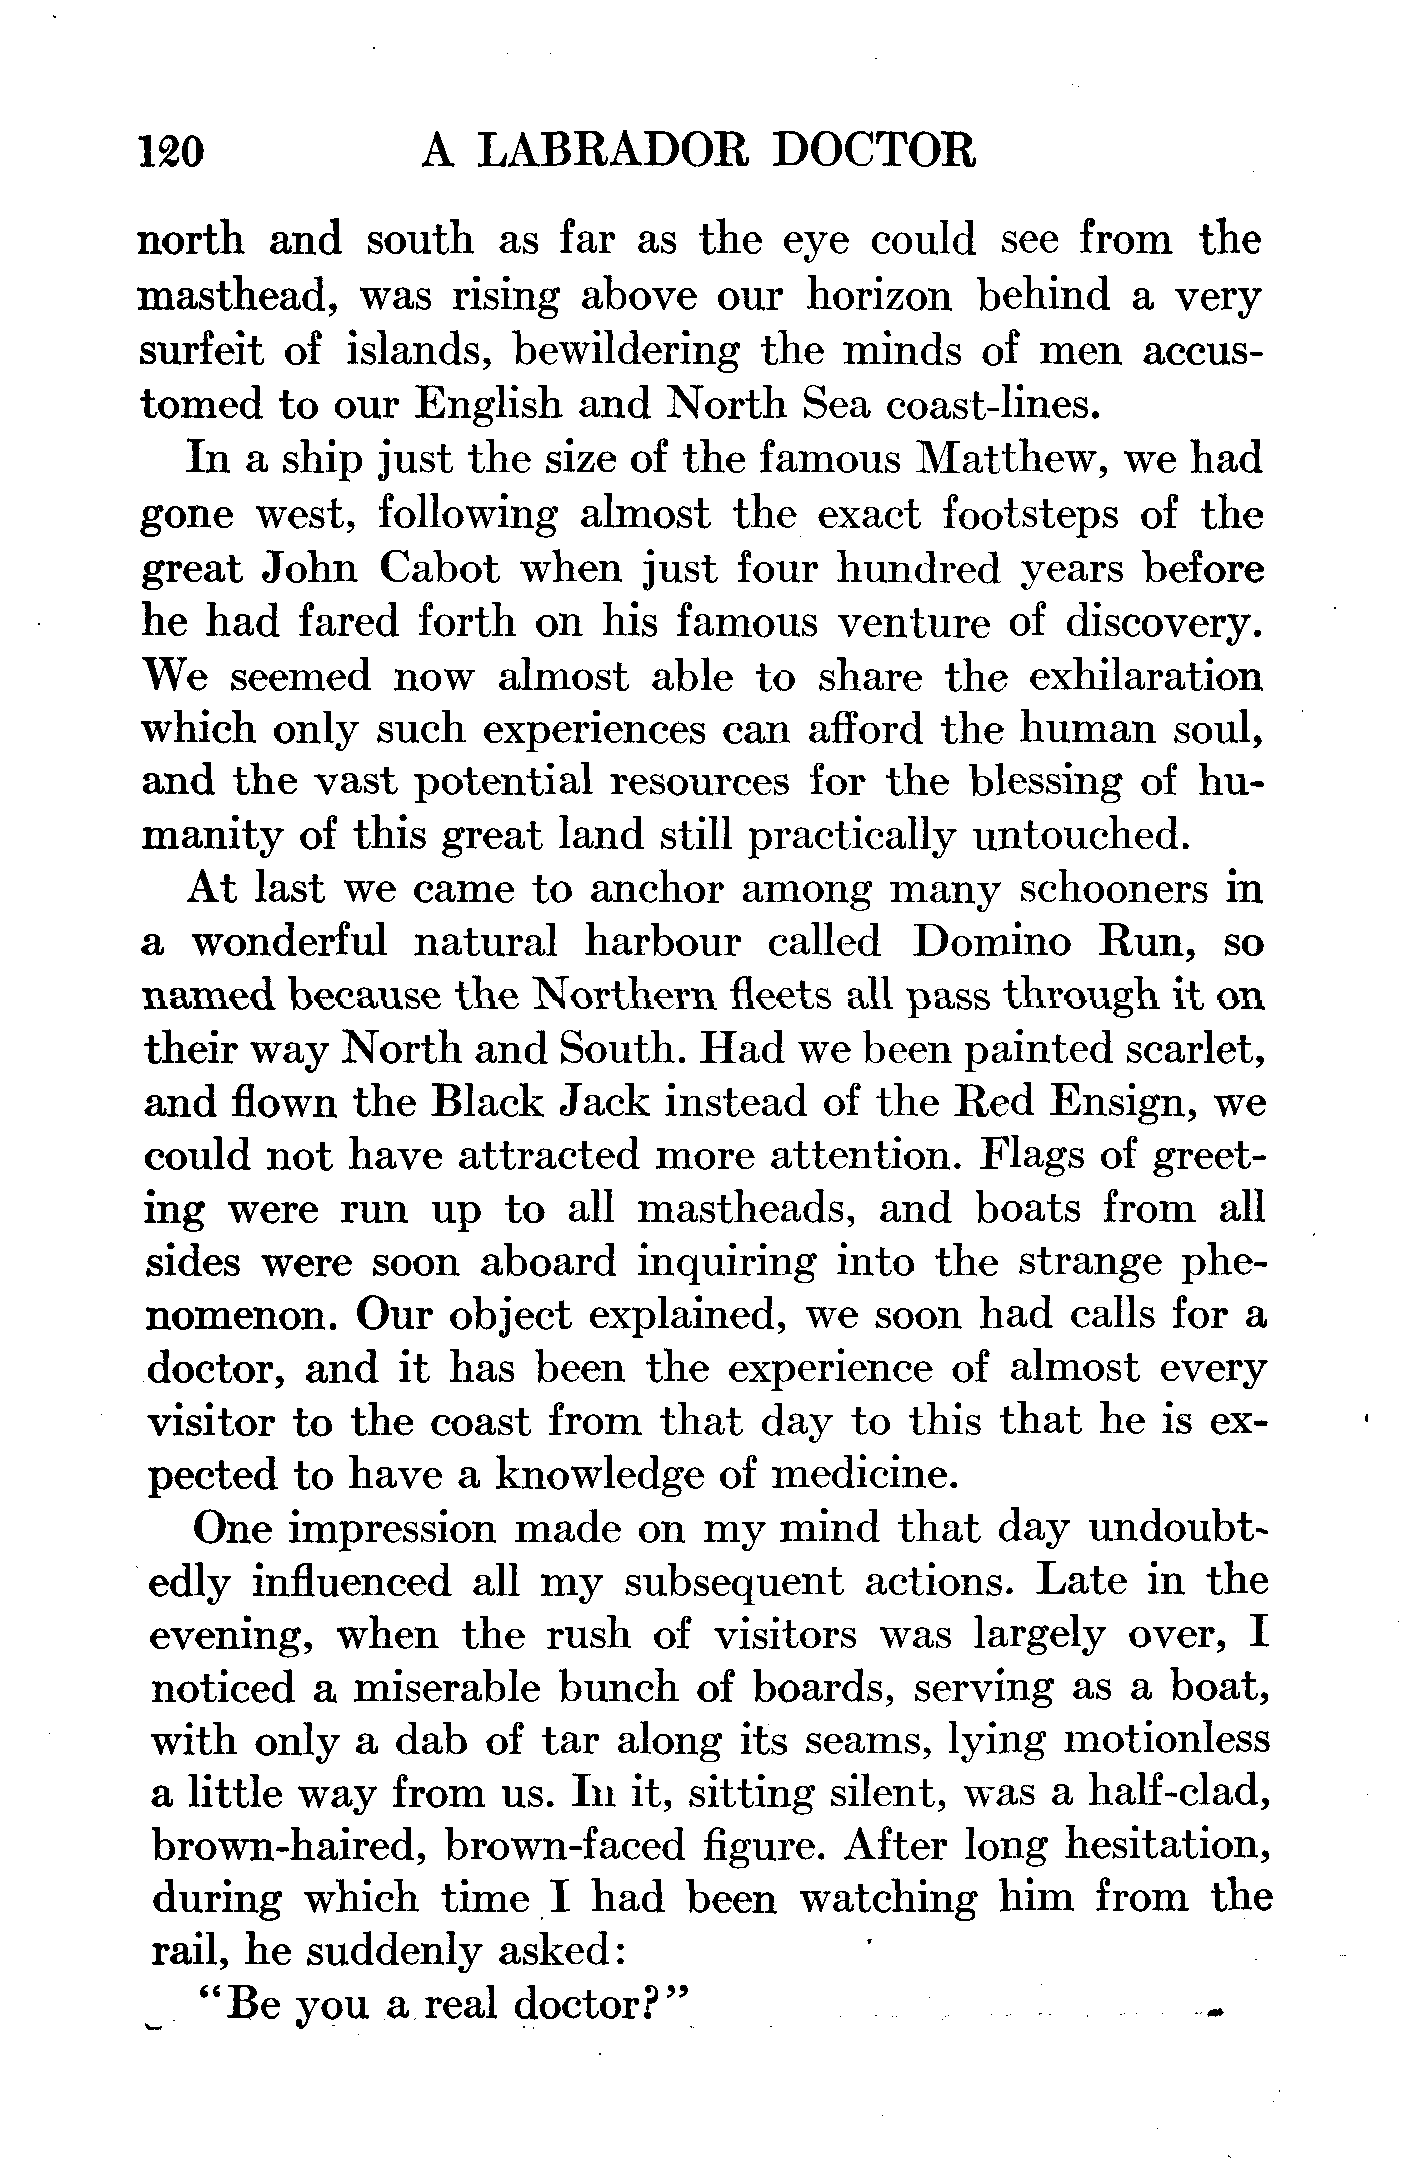 120 A LABRADOR DOCTOR
north and south as far as the eye could see from the
masthead, was rising above our horizon behind a very
surfeit of islands, bewildering the minds of men accus-
tomed to our English and North Sea coast-lines.
In a ship just the size of the famous Matthew, we had
gone west, following almost the exact footsteps of the
great John Cabot when just four hundred years before
he had fared forth on his famous venture of discovery.
We seemed now almost able to share the exhilaration
which only such experiences can afford the human soul,
and the vast potential resources for the blessing of hu-
manity of this great land still practically untouched.
At last we came to anchor among many schooners in
a wonderful natural harbour called Domino Run, so
named because the Northern fleets all pass through it on
their way North and South. Had we been painted scarlet,
and flown the Black Jack instead of the Red Ensign, we
could not have attracted more attention. Flags of greet-
ing were run up to all mastheads, and boats from all
sides were soon aboard inquiring into the strange phe-
nomenon. Our object explained, we soon had calls for a
doctor, and it has been the experience of almost every
visitor to the coast from that day to this that he is ex-
pected to have a knowledge of medicine.
One impression made on my mind that day undoubt-
edly influenced all my subsequent actions. Late in the
evening, when the rush of visitors was largely over, I
noticed a miserable bunch of boards, serving as a boat,
with only a dab of tar along its seams, lying motionless
a little way from us. In it, sitting silent, was a half-clad,
brown-haired, brown-faced figure. After long hesitation,
during which time I had been watching him from the
rail, he suddenly asked:
"Be you a real doctor?"